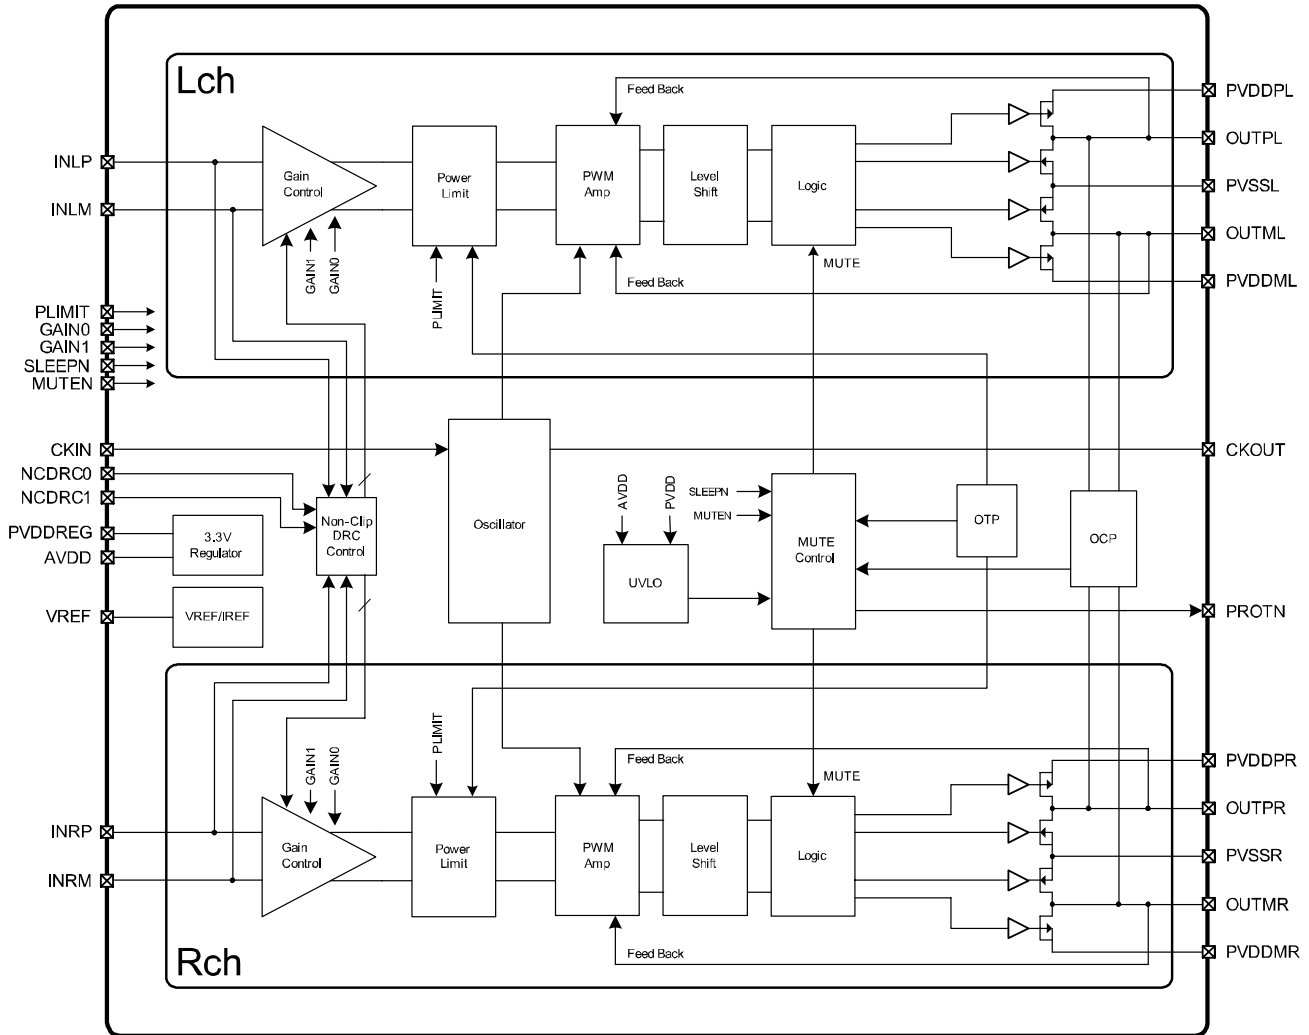 Lch
Feed Back
PVDDPL
INLP
Gain
Control
Power
Limit
PWM
Amp
Level
Shift
Logic
OUTPL
PVSSL
INLM
GAIN1
GAIN0
PLIMIT
Feed Back
MUTE
OUTML
PVDDML
PLIMIT
GAIN0
GAIN1
SLEEPN
MUTEN
CKIN
CKOUT
NCDRC0
NCDRC1
PVDDREG
AVDD
3.3V
Regulator
Non-Clip
DRC
Control
Oscillator
AVDD
PVDD
UVLO
SLEEPN
MUTEN
MUTE
Control
OTP
OCP
VREF
VREF/IREF
PROTN
GAIN1
GAIN0
PLIMIT
Feed Back
MUTE
PVDDPR
INRP
Gain
Control
Power
Limit
PWM
Amp
Level
Shift
Logic
OUTPR
PVSSR
INRM
OUTMR
Feed Back
PVDDMR
Rch